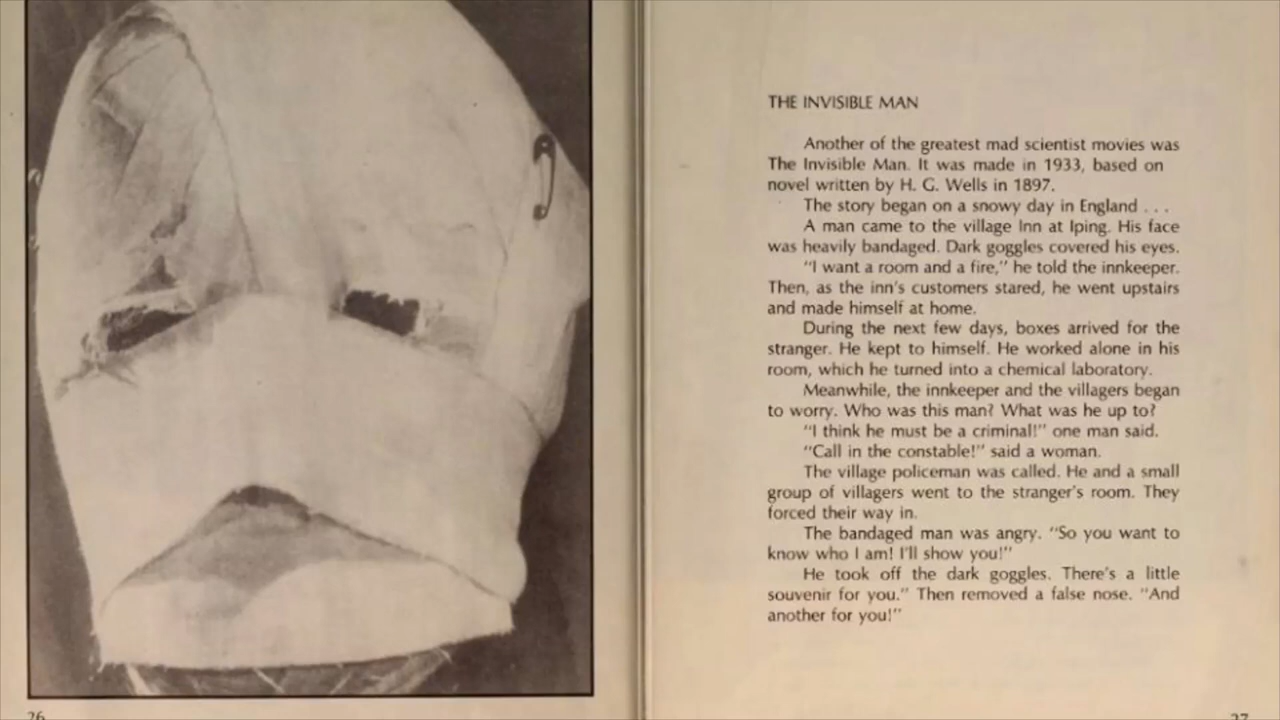 THE INVISIBLE MAN
Another of the greatest mad scientist movies was
The Invisible Man. It was made in 1933, based on
novel written by H. G. Wells in 1897.
The story began on a snowy day in England . . .
A man came to the village Inn at Iping. His face
was heavily bandaged. Dark goggles covered his eyes.
"I want a room and a fire," he told the innkeeper.
Then, as the inn's customers stared, he went upstairs
and made himself at home.
During the next few days, boxes arrived for the
stranger. He kept to himself. He worked alone in his
room, which he turned into a chemical laboratory.
Meanwhile, the innkeeper and the villagers began
to worry. Who was this man? What was he up to?
"I think he must be a criminal!" one man said.
"Call in the constable!" said a woman.
The village policeman was called. He and a small
group of villagers went to the stranger's room. They
forced their way in.
The bandaged man was angry. "So you want to
know who I am! I'll show you!"
He took off the dark goggles. There's a little
souvenir for you." Then removed a false nose. "And
another for you!"
26
27